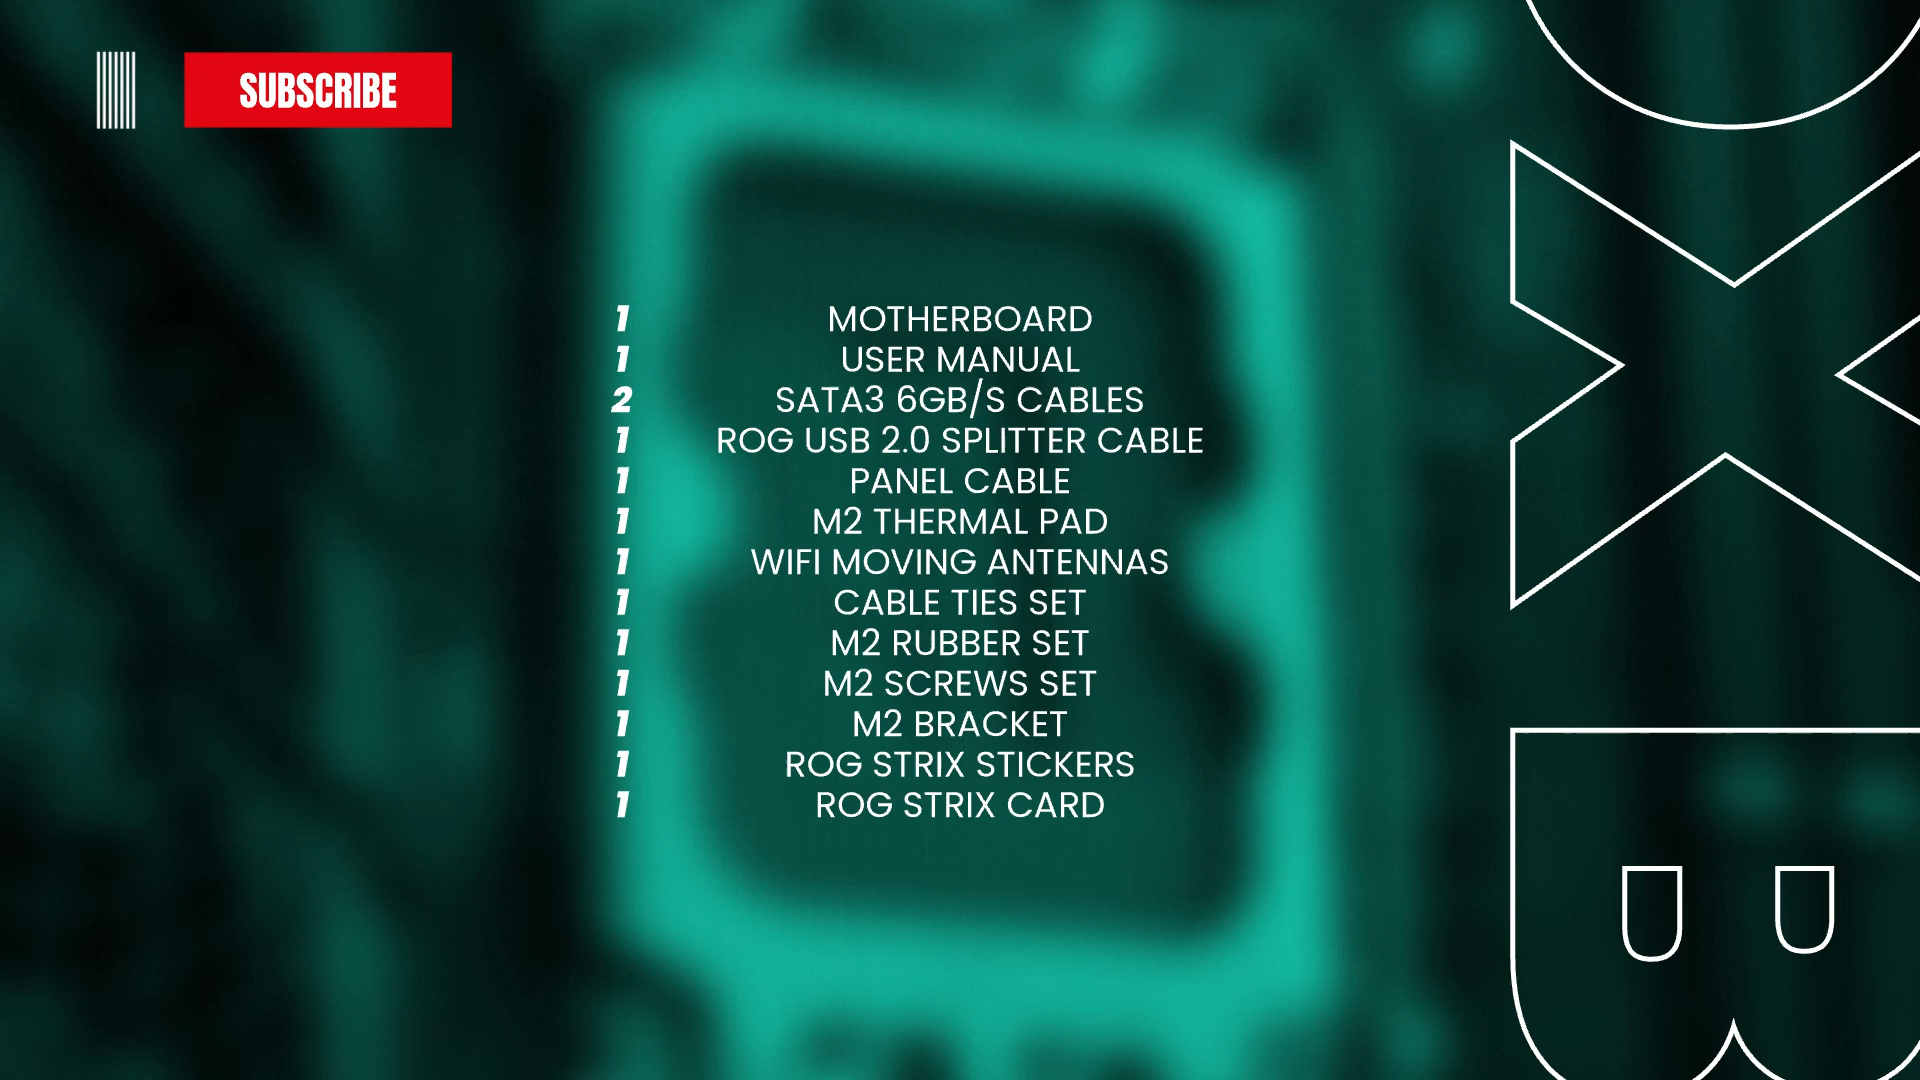 SUBSCRIBE
1 MOTHERBOARD
1 USER MANUAL
2 SATA3 6GB/S CABLES
1 ROG USB 2.0 SPLITTER CABLE
1 PANEL CABLE
1 M2 THERMAL PAD
1 WIFI MOVING ANTENNAS
1 CABLE TIES SET
1 M2 RUBBER SET
1 M2 SCREWS SET
1 M2 BRACKET
1 ROG STRIX STICKERS
1 ROG STRIX CARD
BOX